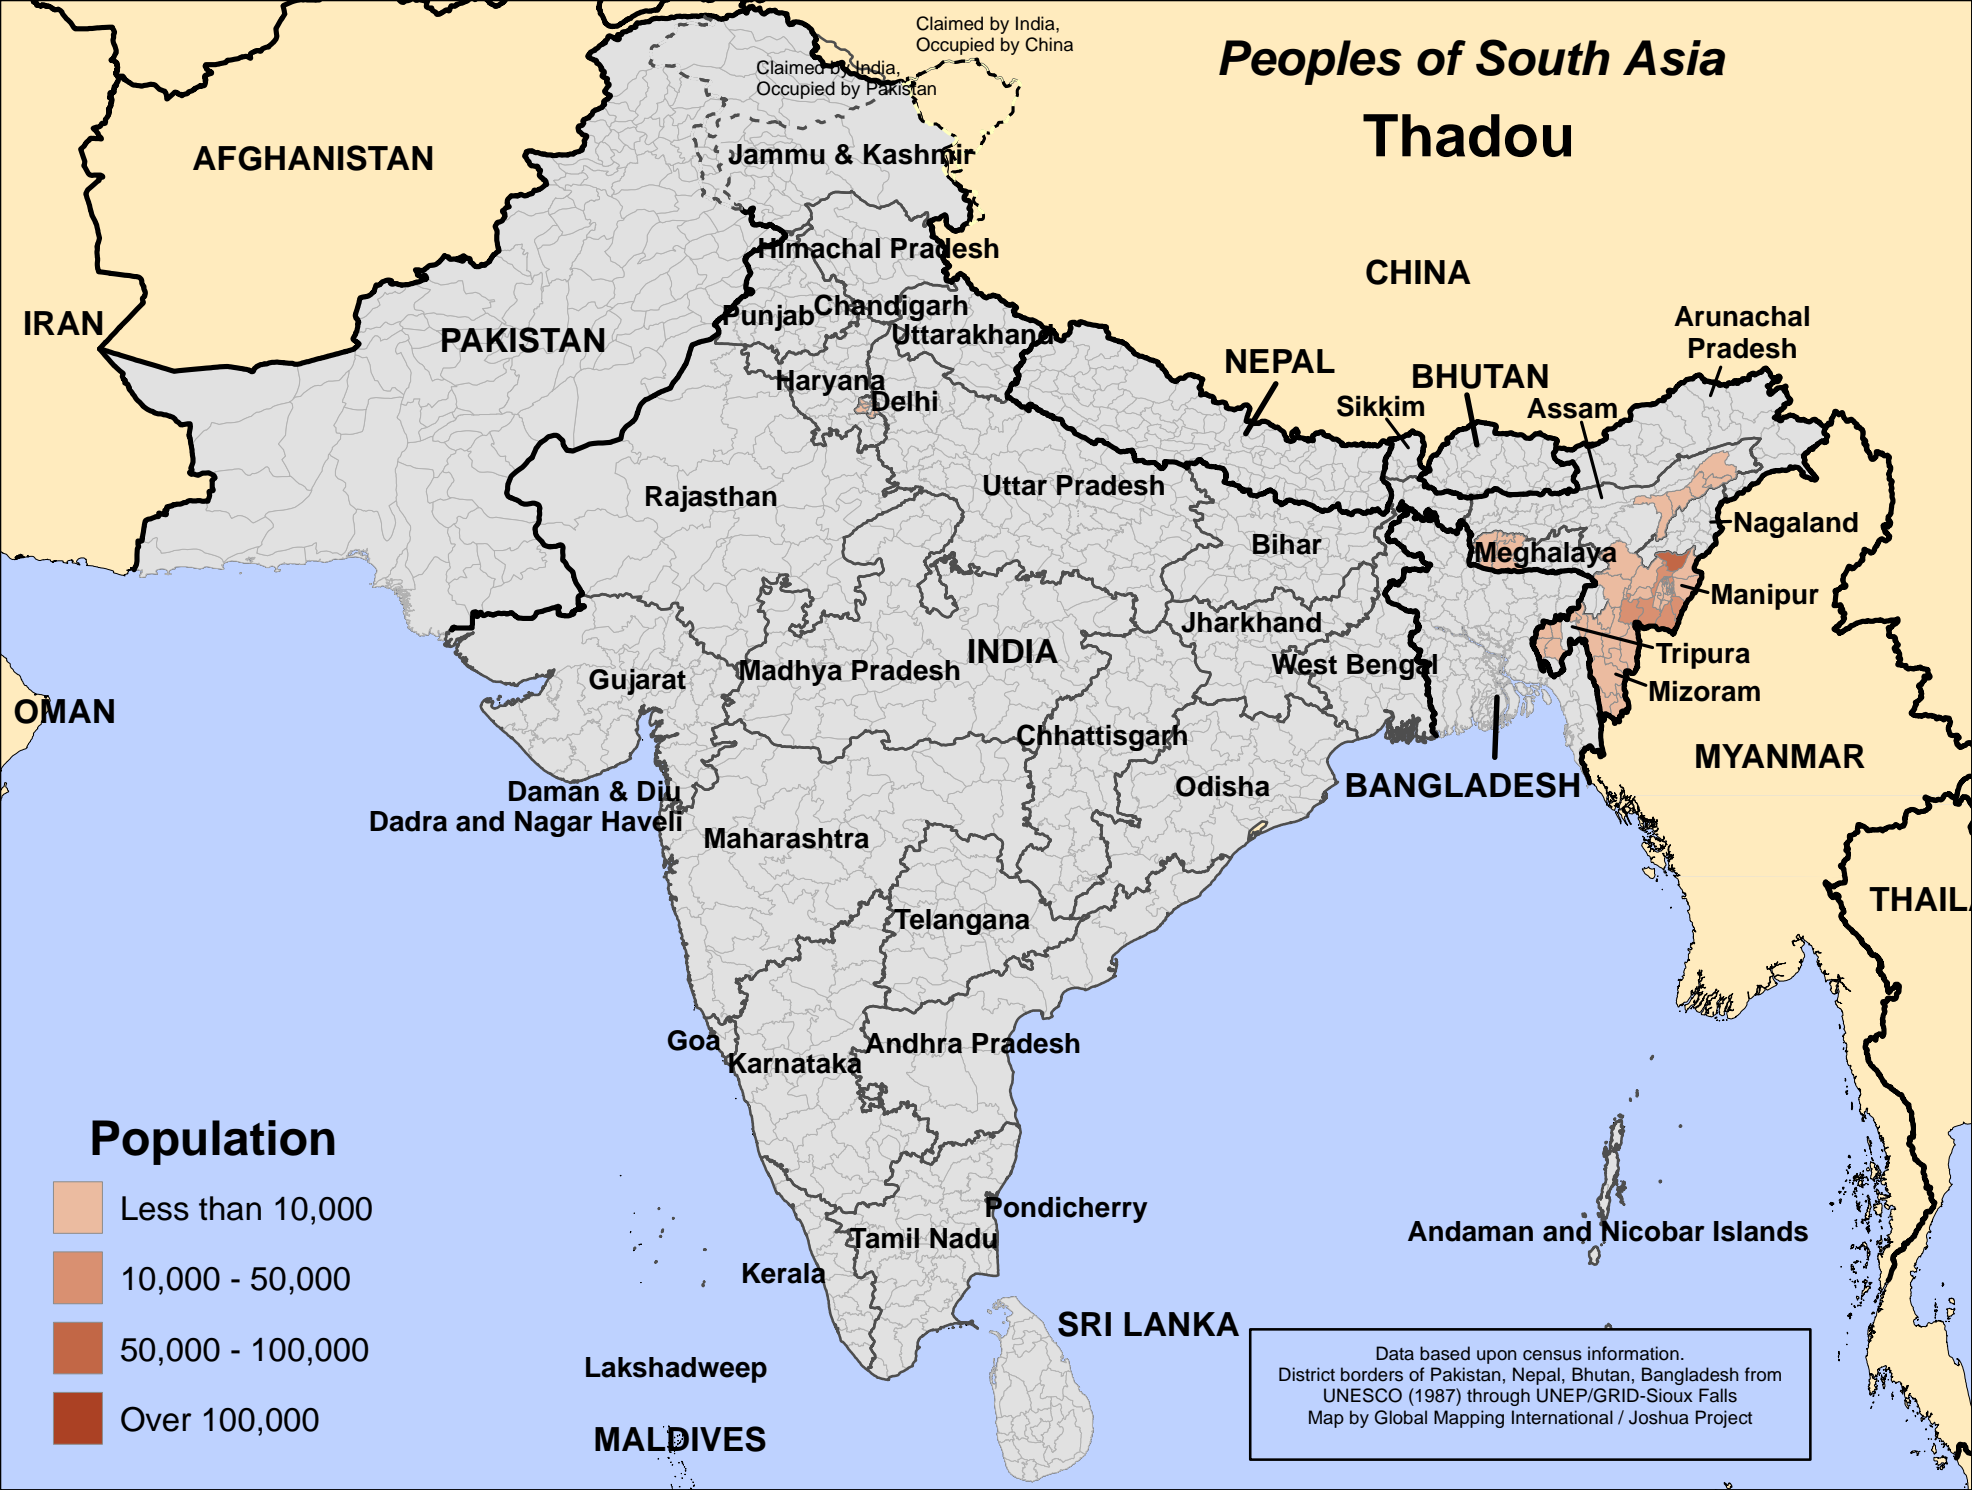 Claimed by India,
Occupied by China
Peoples of South Asia
Thadou
Claimed by India,
Occupied by Pakistan
AFGHANISTAN
Jammu & Kashmir
Himachal Pradesh
CHINA
IRAN
PAKISTAN
Punjab
Chandigarh
Uttarakhand
Arunachal
Pradesh
NEPAL
BHUTAN
Haryana
Delhi
Sikkim
Assam
Rajasthan
Uttar Pradesh
Nagaland
Bihar
Meghalaya
Manipur
Jharkhand
INDIA
Tripura
West Bengal
Madhya Pradesh
Gujarat
Mizoram
OMAN
Chhattisgarh
MYANMAR
Odisha
BANGLADESH
Daman & Diu
Dadra and Nagar Haveli
Maharashtra
THAIL
Telangana
Goa
Andhra Pradesh
Karnataka
Population
Less than 10,000
10,000 - 50,000
50,000 - 100,000
Over 100,000
Pondicherry
Tamil Nadu
Andaman and Nicobar Islands
Kerala
SRI LANKA
Lakshadweep
MALDIVES
Data based upon census information.
District borders of Pakistan, Nepal, Bhutan, Bangladesh from
UNESCO (1987) through UNEP/GRID-Sioux Falls
Map by Global Mapping International / Joshua Project